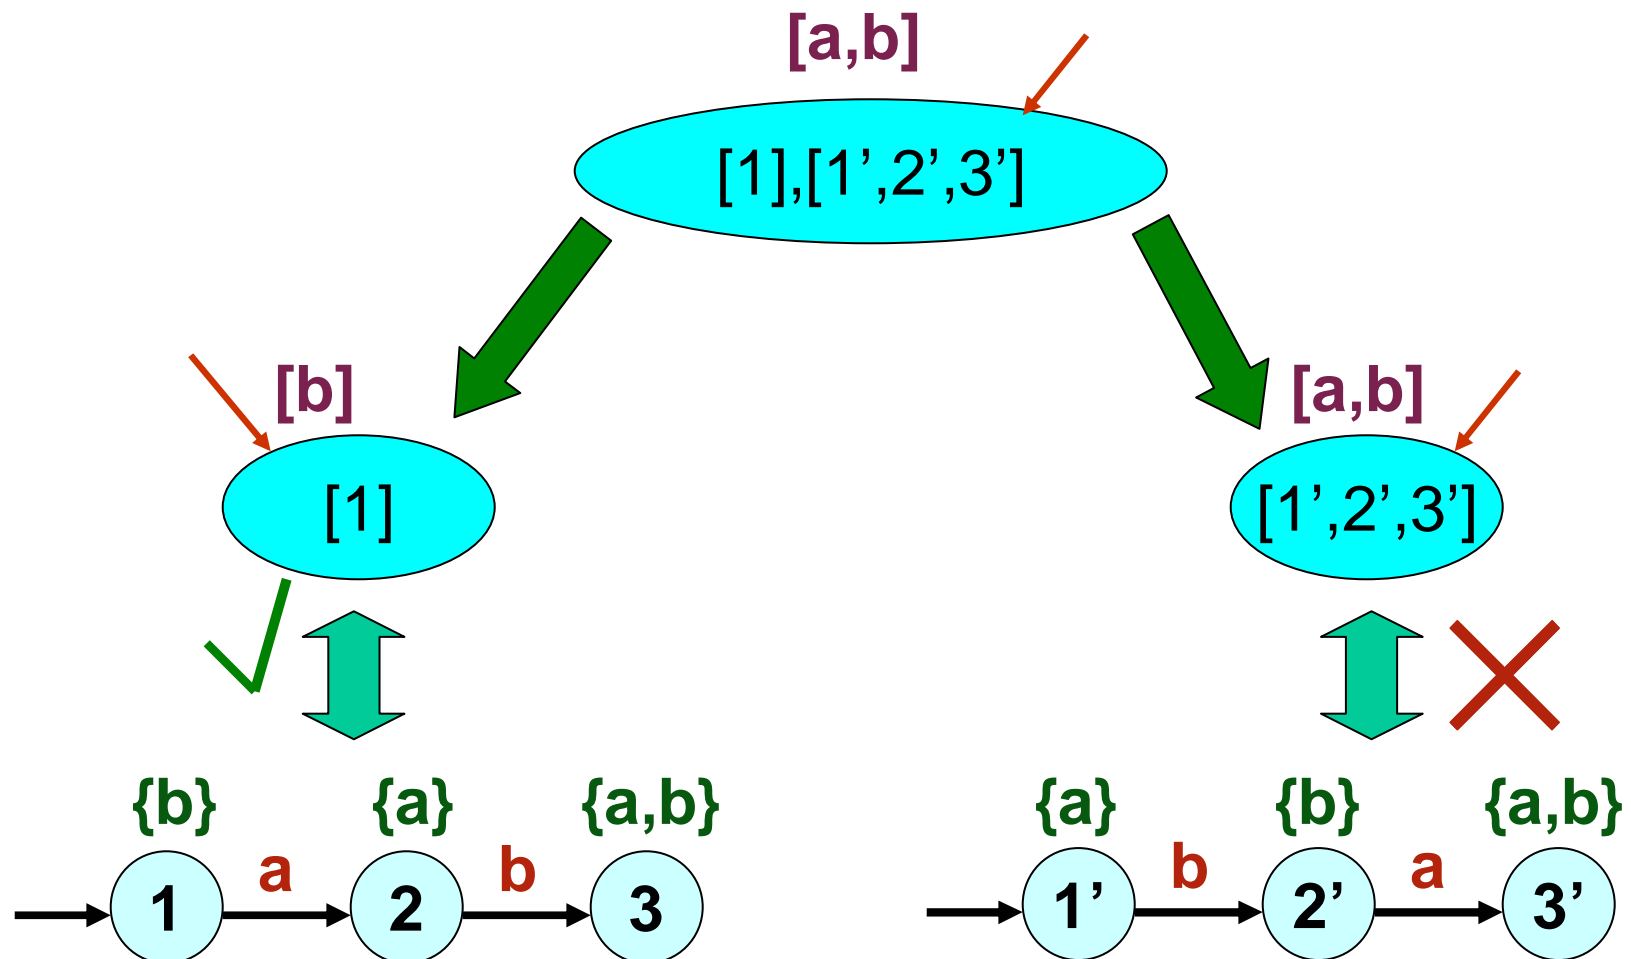 [a,b]
[1],[1’,2’,3’]
[b]
[a,b]
[1]
[1’,2’,3’]
{b} {a} {a,b} {a} {b} {a,b}
a b b a
1 2 3 1’ 2’ 3’